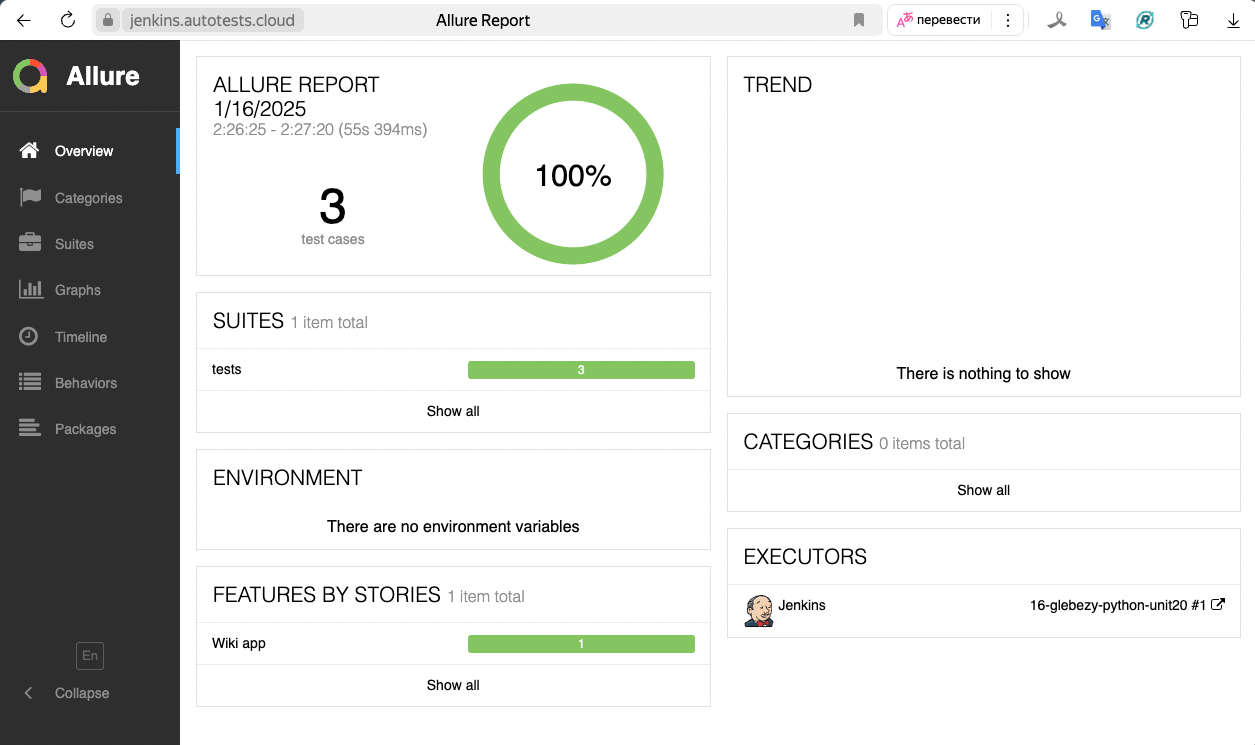 jenkins.autotests.cloud
Allure Report
перевести
Allure
Overview
Categories
Suites
Graphs
Timeline
Behaviors
Packages
En
Collapse
ALLURE REPORT
1/16/2025
2:26:25 - 2:27:20 (55s 394ms)
3
test cases
100%
SUITES 1 item total
tests 3
Show all
ENVIRONMENT
There are no environment variables
FEATURES BY STORIES 1 item total
Wiki app 1
Show all
TREND
There is nothing to show
CATEGORIES 0 items total
Show all
EXECUTORS
Jenkins 16-glebezy-python-unit20 #1